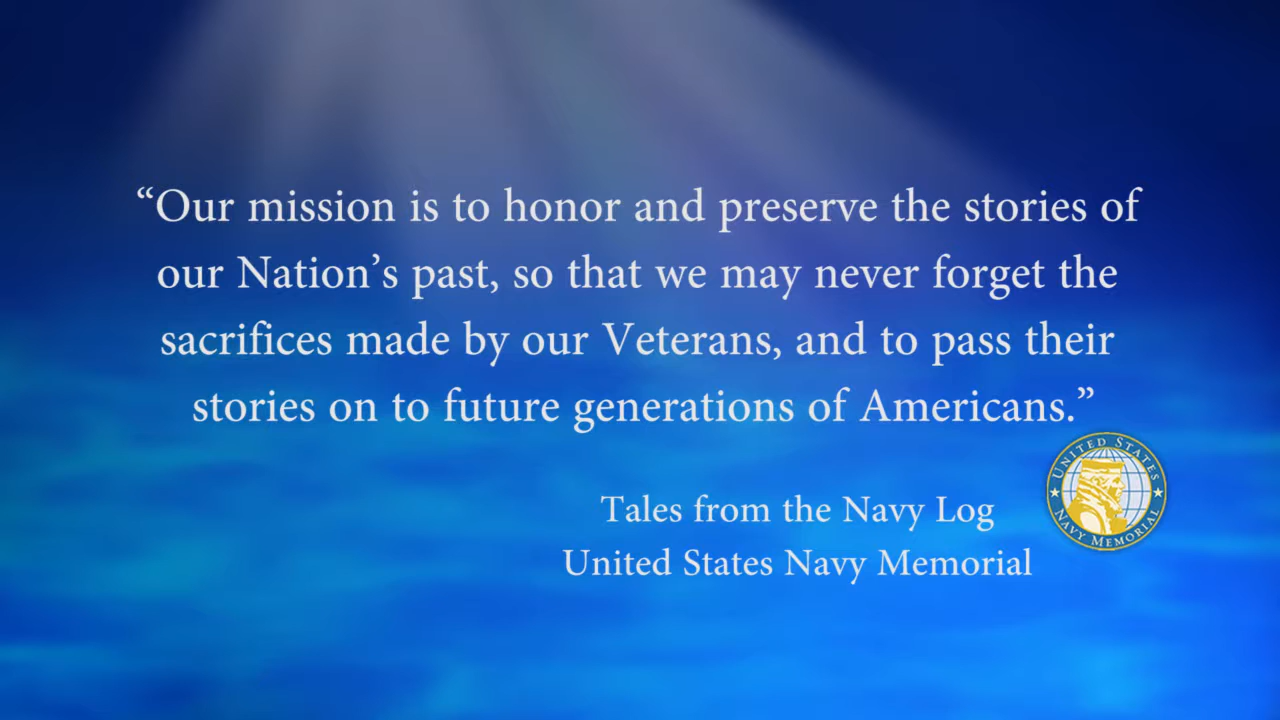 “Our mission is to honor and preserve the stories of
our Nation’s past, so that we may never forget the
sacrifices made by our Veterans, and to pass their
stories on to future generations of Americans.”
Tales from the Navy Log
United States Navy Memorial
UNITED STATES
NAVY MEMORIAL